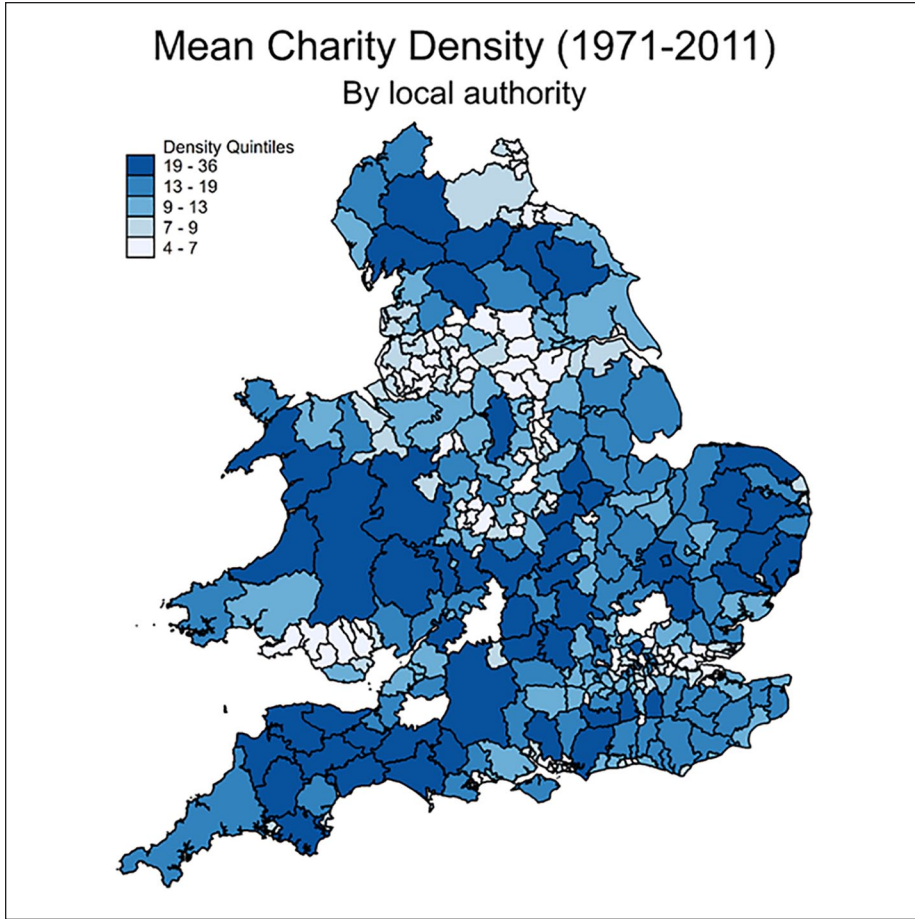 Mean Charity Density (1971-2011)
By local authority
Density Quintiles
19 - 36
13 - 19
9 - 13
7 - 9
4 - 7